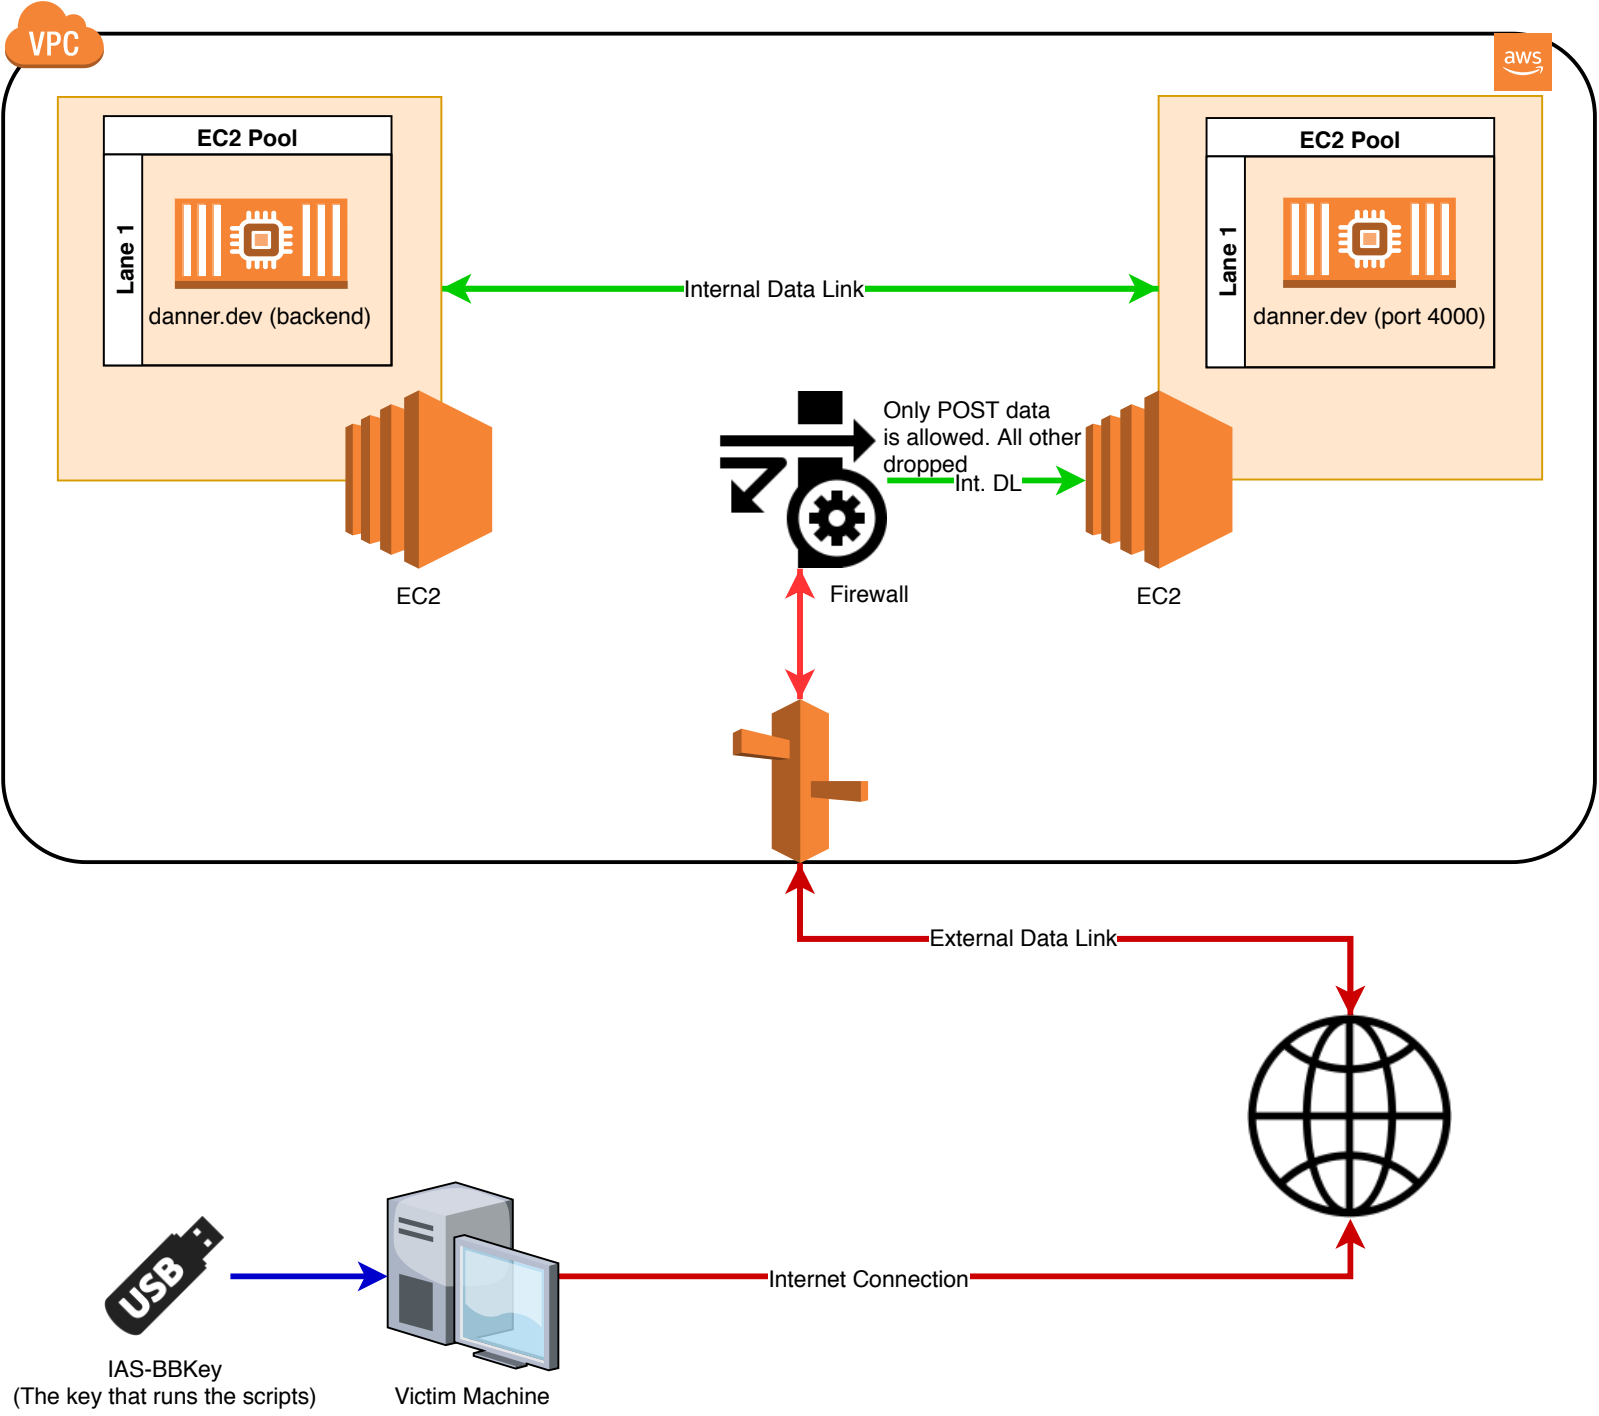 VPC
aws
EC2 Pool
Lane 1
danner.dev (backend)
EC2 Pool
Lane 1
danner.dev (port 4000)
Internal Data Link
Only POST data
is allowed. All other
dropped
Int. DL
EC2
Firewall
EC2
External Data Link
Internet Connection
USB
IAS-BBKey
(The key that runs the scripts)
Victim Machine